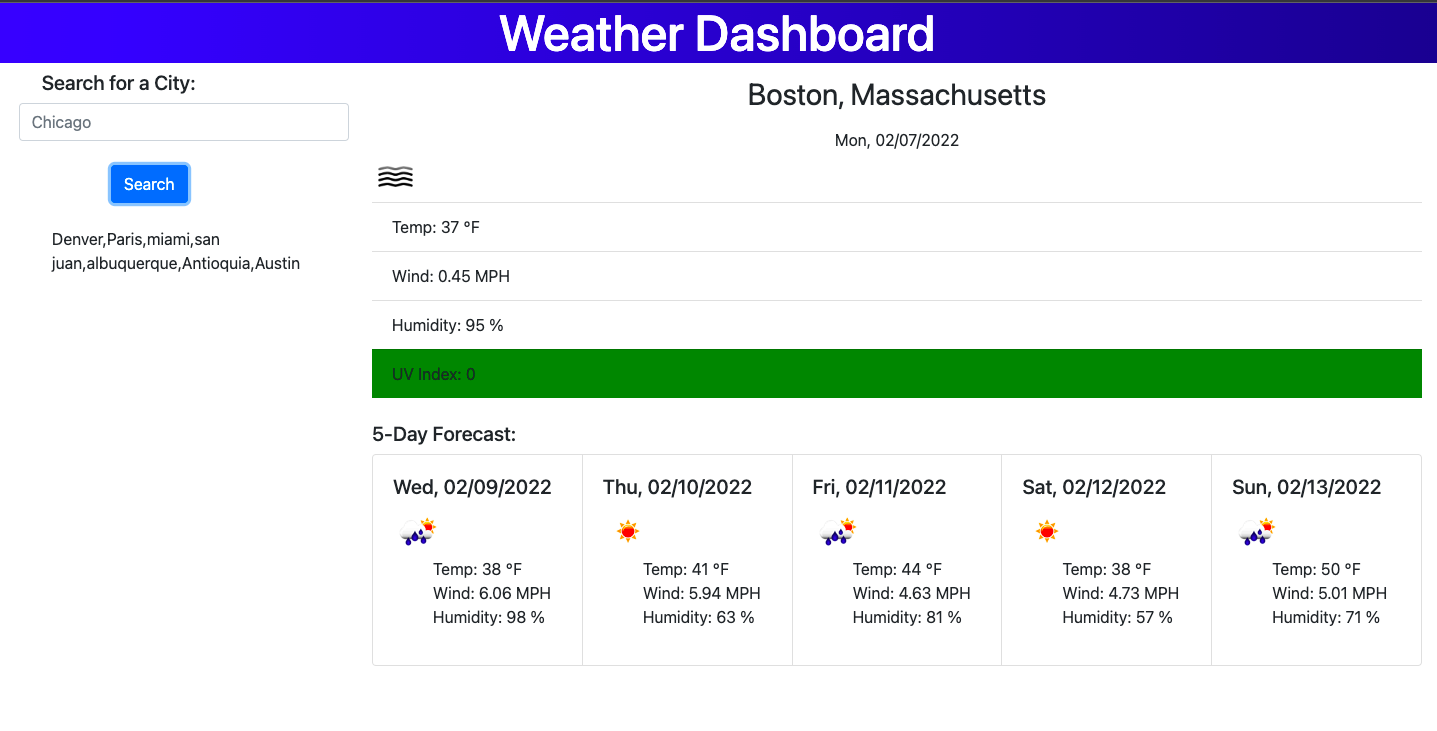 Weather Dashboard
Search for a City:
Chicago
Search
Denver,Paris,miami,san
juan,albuquerque,Antioquia,Austin
Boston, Massachusetts
Mon, 02/07/2022
Temp: 37 °F
Wind: 0.45 MPH
Humidity: 95 %
UV Index: 0
5-Day Forecast:
Wed, 02/09/2022
Temp: 38 °F
Wind: 6.06 MPH
Humidity: 98 %
Thu, 02/10/2022
Temp: 41 °F
Wind: 5.94 MPH
Humidity: 63 %
Fri, 02/11/2022
Temp: 44 °F
Wind: 4.63 MPH
Humidity: 81 %
Sat, 02/12/2022
Temp: 38 °F
Wind: 4.73 MPH
Humidity: 57 %
Sun, 02/13/2022
Temp: 50 °F
Wind: 5.01 MPH
Humidity: 71 %